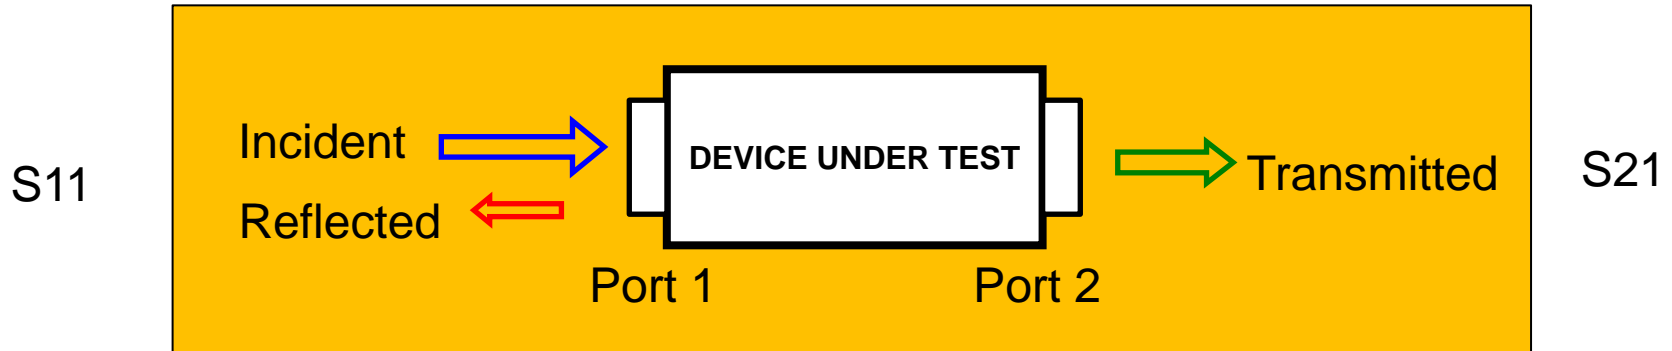 S11
Incident
Reflected
DEVICE UNDER TEST
Port 1
Port 2
Transmitted
S21